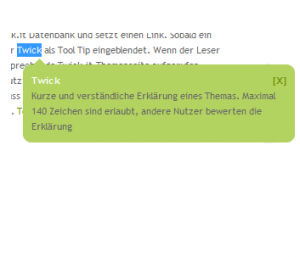 k.it Datenbank und setzt einen Link. Sobald ein
r Twick als Tool Tip eingeblendet. Wenn der Leser
Twick [X]
Kurze und verständliche Erklärung eines Themas. Maximal
140 Zeichen sind erlaubt, andere Nutzer bewerten die
Erklärung